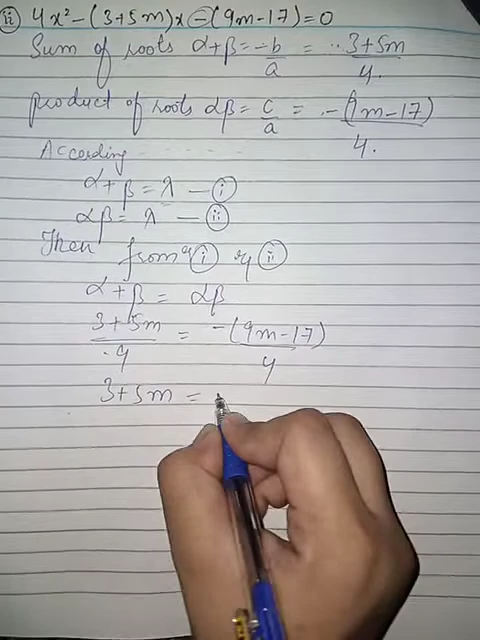 (ii) 4x² - (3+5m)x - (9m-17) = 0
Sum of roots α+β = -b/a = 3+5m/4.
product of roots αβ = c/a = -(9m-17)/4.
According
α+β = λ — (i)
αβ = λ — (ii)
Then from (i) & (ii)
α+β = αβ
3+5m/4 = -(9m-17)/4
3+5m =